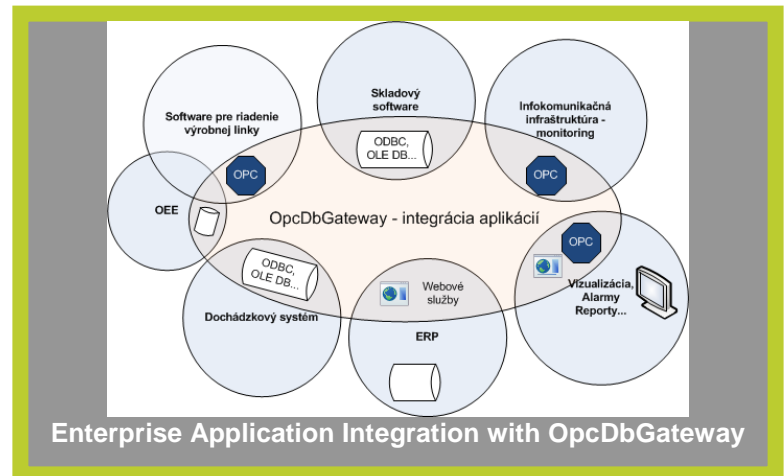 Skladový
software
Software pre riadenie
výrobnej linky
Infokomunikačná
infraštruktúra -
monitoring
ODBC,
OLE DB...
OPC
OPC
OEE
OpcDbGateway - integrácia aplikácií
OPC
ODBC,
OLE DB...
Webové
služby
Vizualizácia,
Alarmy
Reporty...
Dochádzkový systém
ERP
Enterprise Application Integration with OpcDbGateway